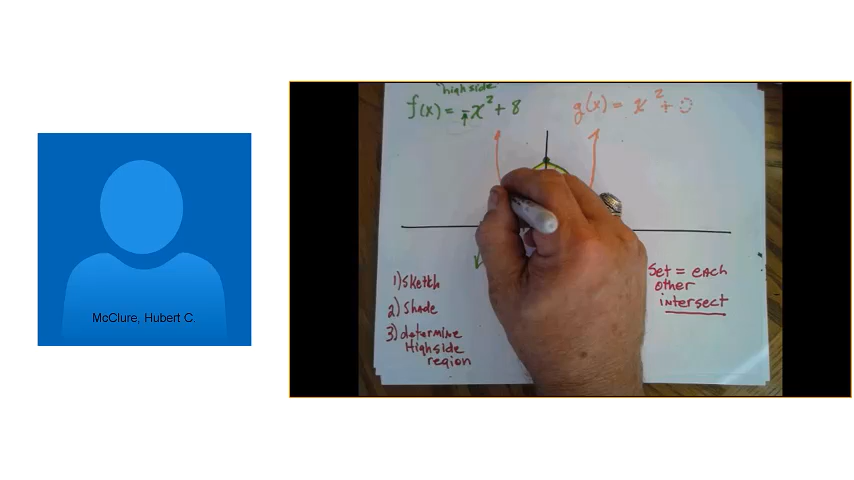 "high side"
f(x) = -x² + 8
g(x) = x² + 0
McClure, Hubert C.
1) Sketch
2) Shade
3) determine
High side
region
Set = each
other
intersect